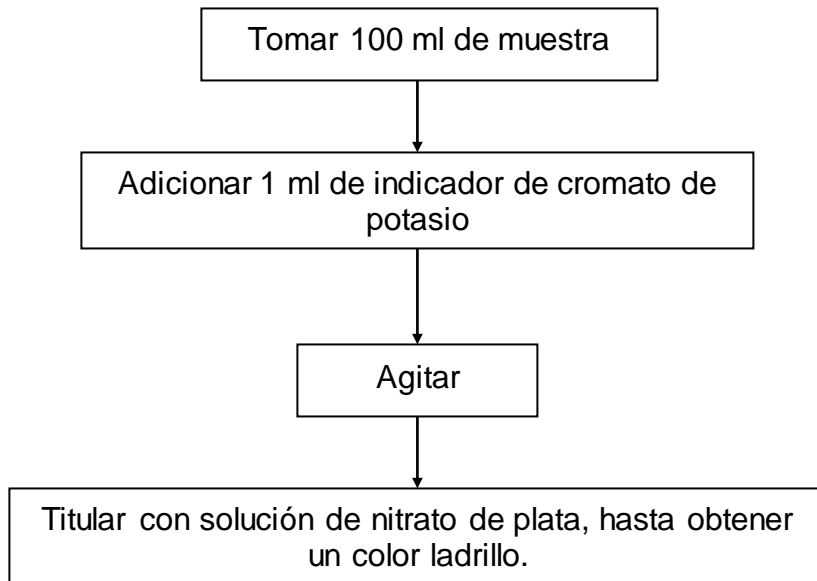 Tomar 100 ml de muestra
Adicionar 1 ml de indicador de cromato de
potasio
Agitar
Titular con solución de nitrato de plata, hasta obtener
un color ladrillo.